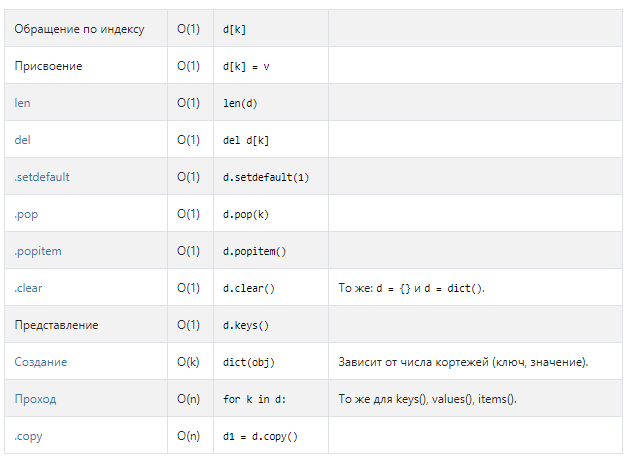 Обращение по индексу O(1) d[k]
Присвоение O(1) d[k] = v
len O(1) len(d)
del O(1) del d[k]
.setdefault O(1) d.setdefault(1)
.pop O(1) d.pop(k)
.popitem O(1) d.popitem()
.clear O(1) d.clear() То же: d = {} и d = dict().
Представление O(1) d.keys()
Создание O(k) dict(obj) Зависит от числа кортежей (ключ, значение).
Проход O(n) for k in d: То же для keys(), values(), items().
.copy O(n) d1 = d.copy()